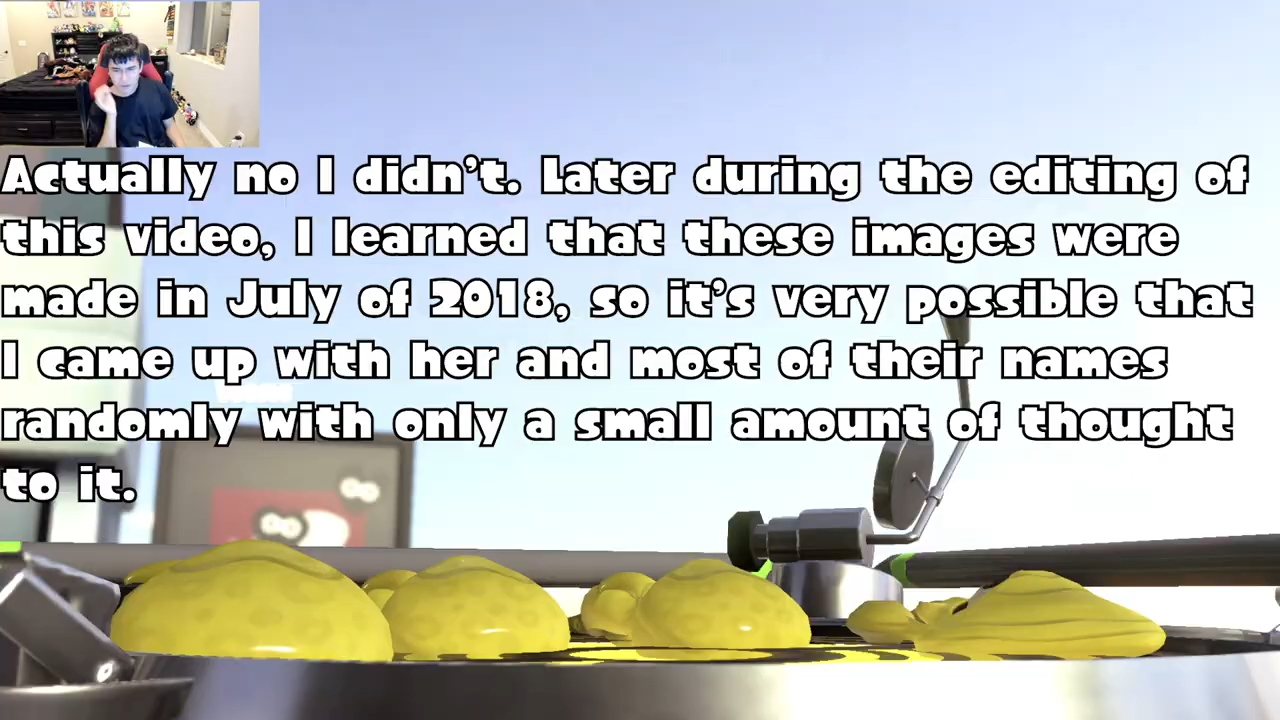 Actually no I didn't. Later during the editing of
this video, I learned that these images were
made in July of 2018, so it's very possible that
I came up with her and most of their names
randomly with only a small amount of thought
to it.